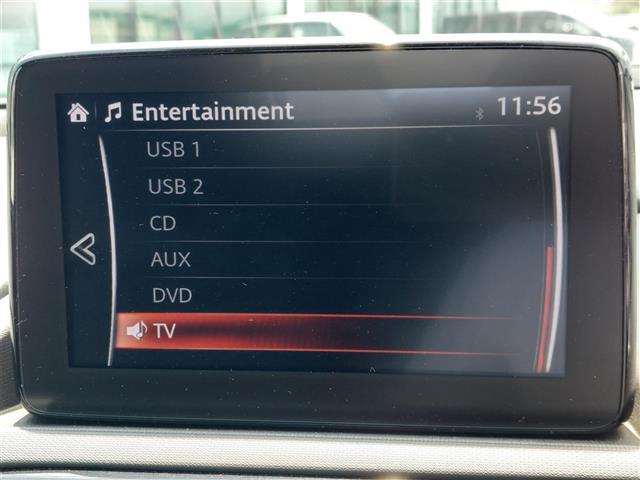 Entertainment 11:56
USB 1
USB 2
CD
AUX
DVD
TV